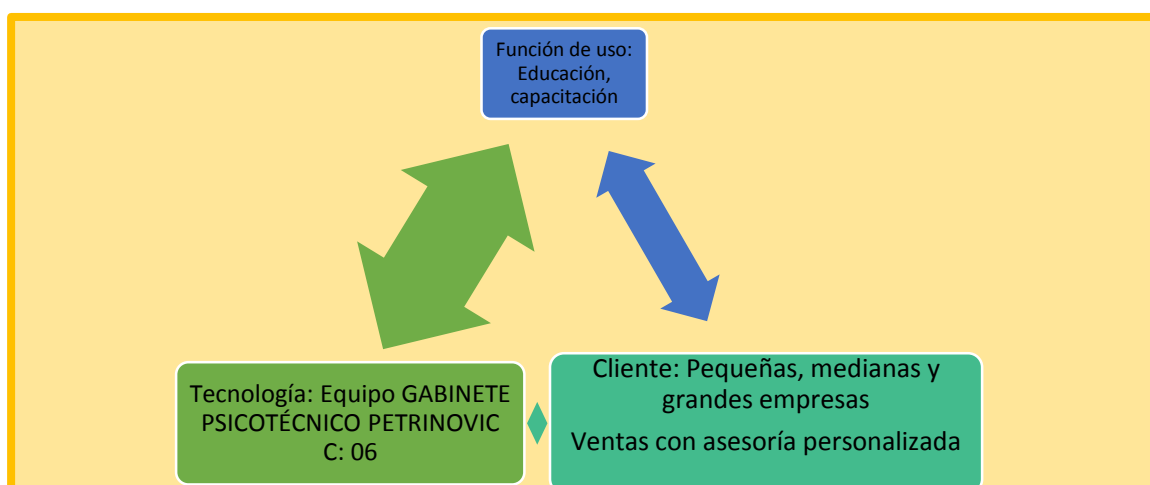 Función de uso:
Educación,
capacitación
Tecnología: Equipo GABINETE
PSICOTÉCNICO PETRINOVIC
C: 06
Cliente: Pequeñas, medianas y
grandes empresas
Ventas con asesoría personalizada